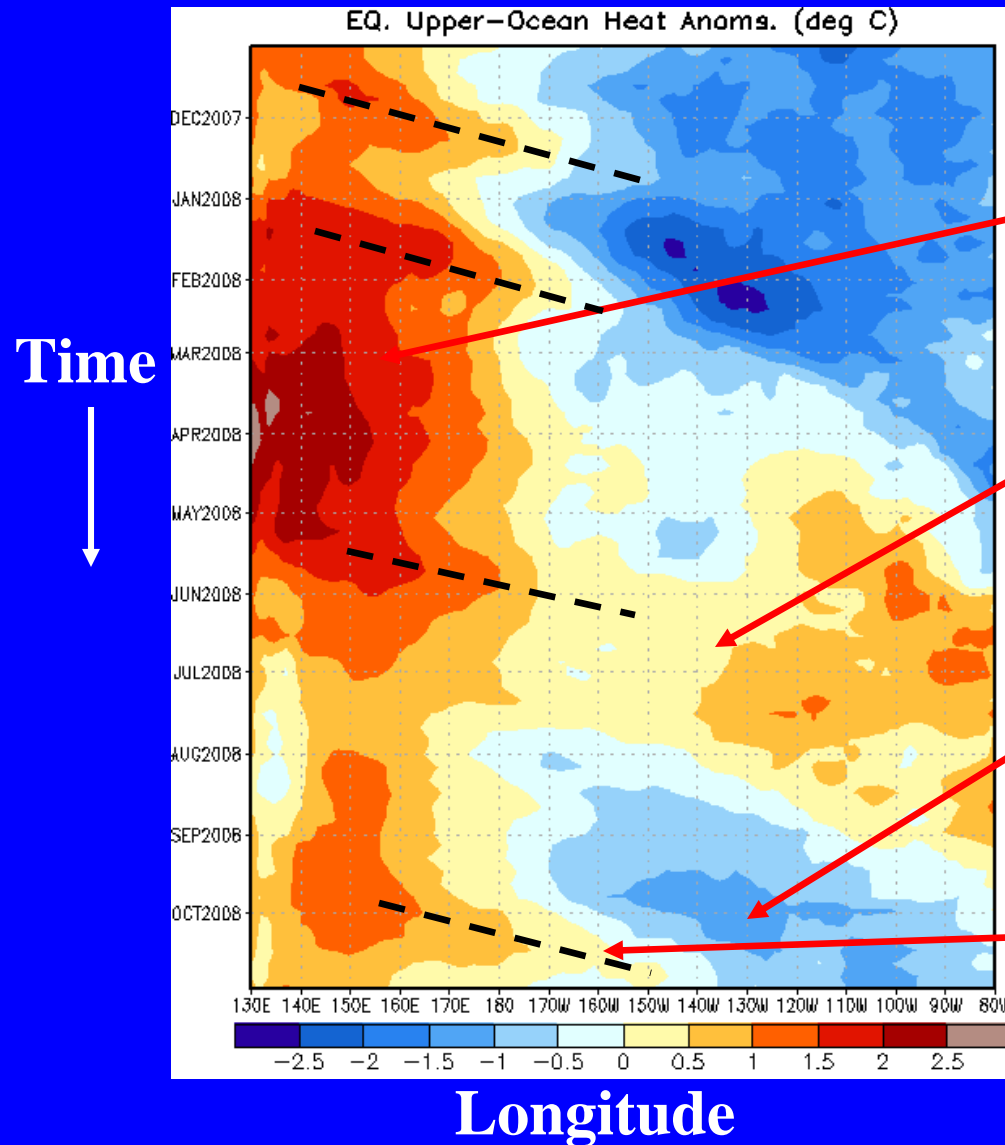 EQ. Upper-Ocean Heat Anoms. (deg C)
DEC2007
JAN2008
FEB2008
Time
MAR2008
APR2008
MAY2008
JUN2008
JUL2008
AUG2008
SEP2008
OCT2008
130E 140E 150E 160E 170E 180 170W 160W 150W 140W 130W 120W 110W 100W 90W 80W
-2.5 -2 -1.5 -1 -0.5 0 0.5 1 1.5 2 2.5
Longitude